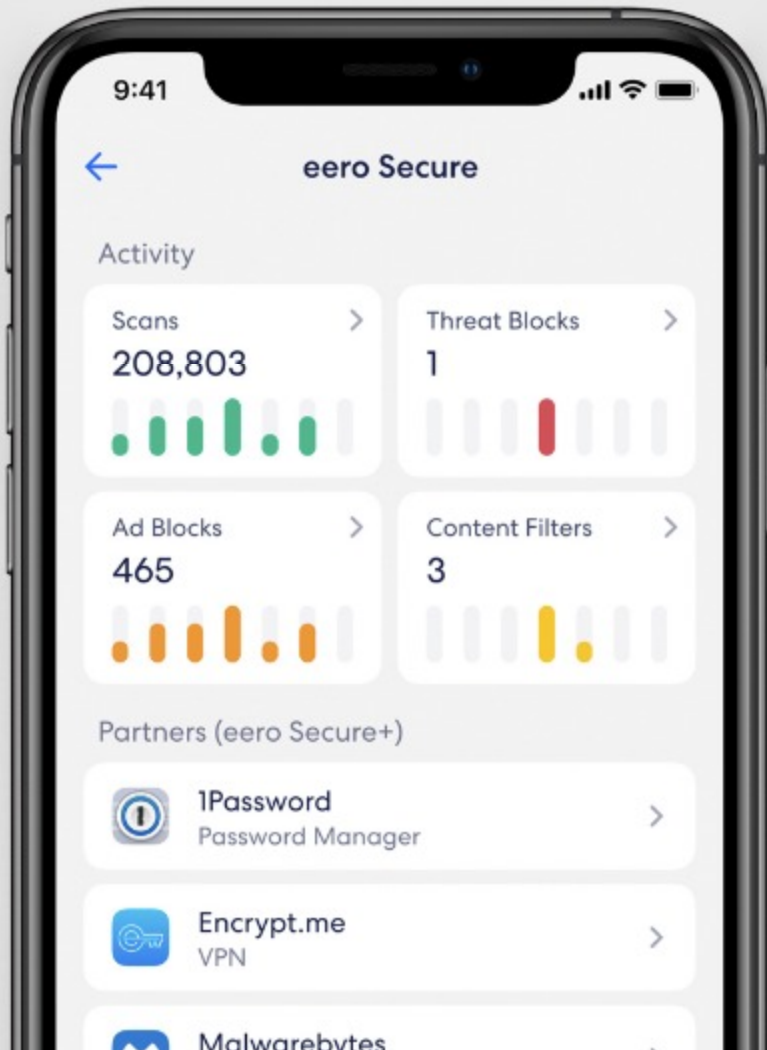 9:41
eero Secure
Activity
Scans
208,803
Threat Blocks
1
Ad Blocks
465
Content Filters
3
Partners (eero Secure+)
1Password
Password Manager
Encrypt.me
VPN
Malwarebytes